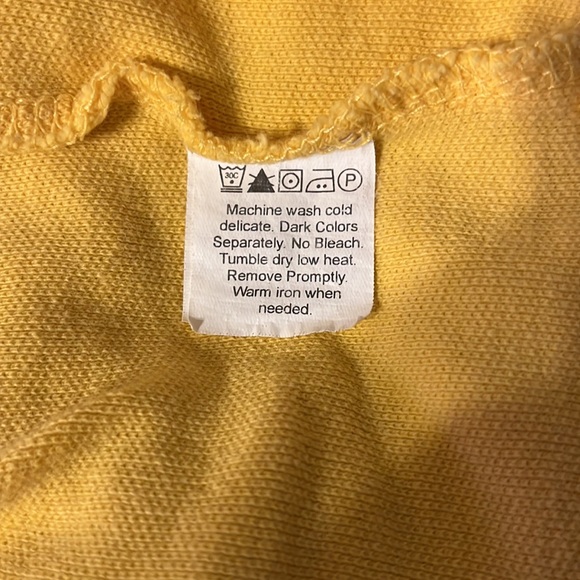 30C P
Machine wash cold
delicate. Dark Colors
Separately. No Bleach.
Tumble dry low heat.
Remove Promptly.
Warm iron when
needed.